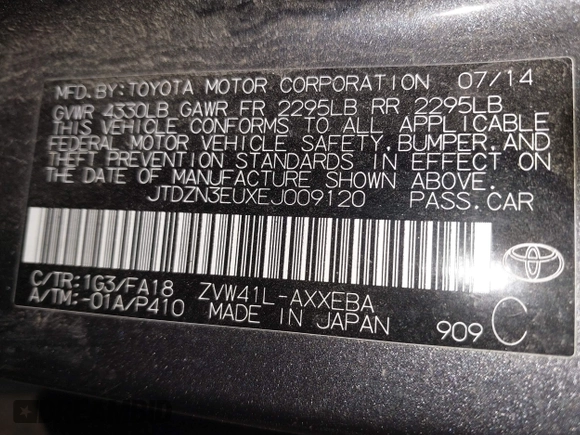 MFD. BY: TOYOTA MOTOR CORPORATION 07/14
GVWR 4330LB GAWR FR 2295LB RR 2295LB
THIS VEHICLE CONFORMS TO ALL APPLICABLE
FEDERAL MOTOR VEHICLE SAFETY, BUMPER, AND
THEFT PREVENTION STANDARDS IN EFFECT ON
THE DATE OF MANUFACTURE SHOWN ABOVE.
JTDZN3EUXEJ009120 PASS. CAR
C/TR: 1G3/FA18 ZVW41L-AXXEBA
A/TM: -01A/P410 MADE IN JAPAN 909 C